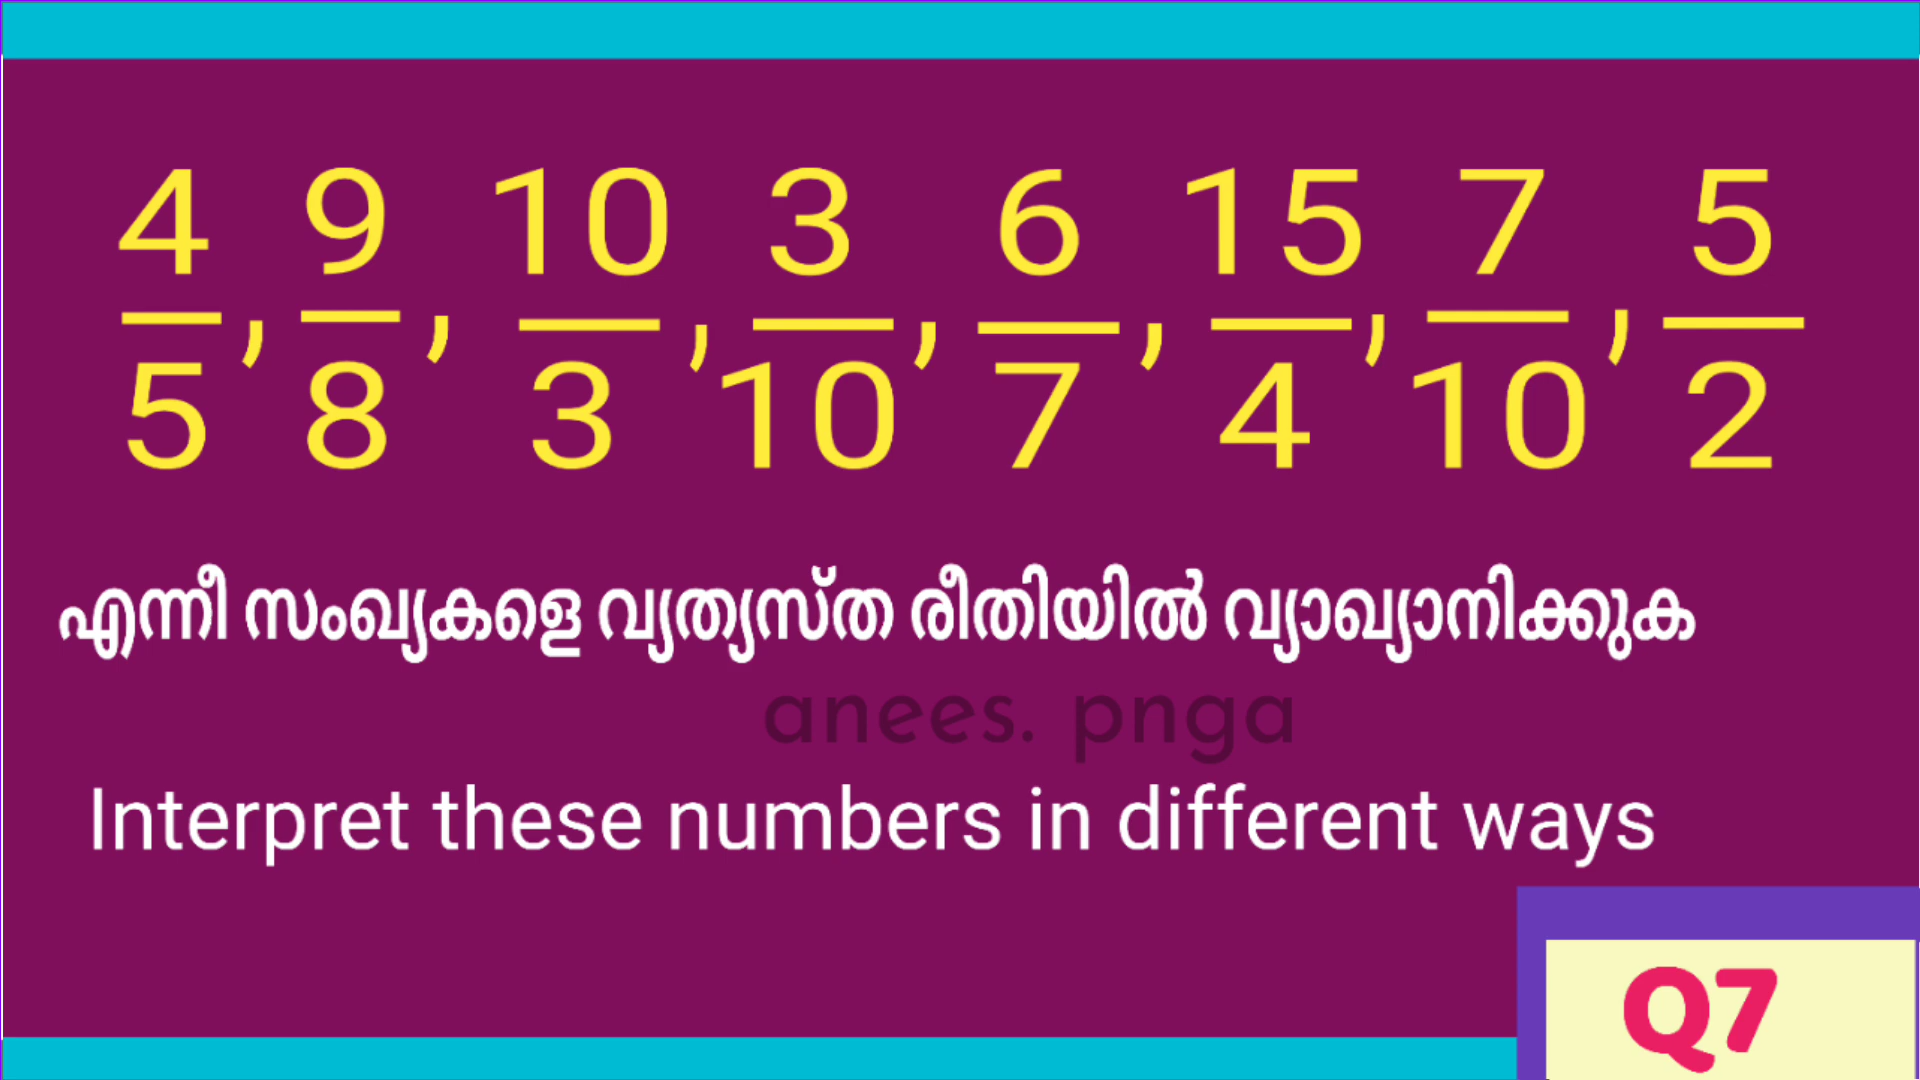 4/5, 9/8, 10/3, 3/10, 6/7, 15/4, 7/10, 5/2
എന്നീ സംഖ്യകളെ വ്യത്യസ്ത രീതിയിൽ വ്യാഖ്യാനിക്കുക
anees. pnga
Interpret these numbers in different ways
Q7